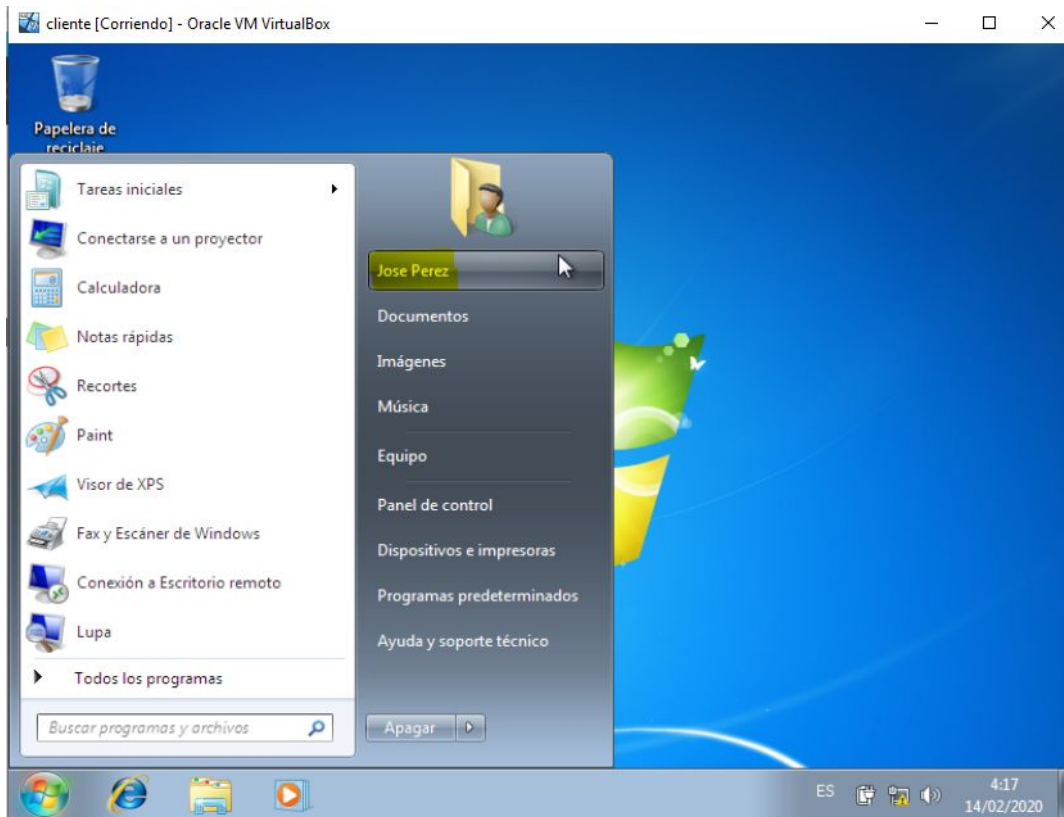 cliente [Corriendo] - Oracle VM VirtualBox
Papelera de
reciclaje
Tareas iniciales
Conectarse a un proyector
Calculadora
Notas rápidas
Recortes
Paint
Visor de XPS
Fax y Escáner de Windows
Conexión a Escritorio remoto
Lupa
Todos los programas
Buscar programas y archivos
Jose Perez
Documentos
Imágenes
Música
Equipo
Panel de control
Dispositivos e impresoras
Programas predeterminados
Ayuda y soporte técnico
Apagar
ES
4:17
14/02/2020